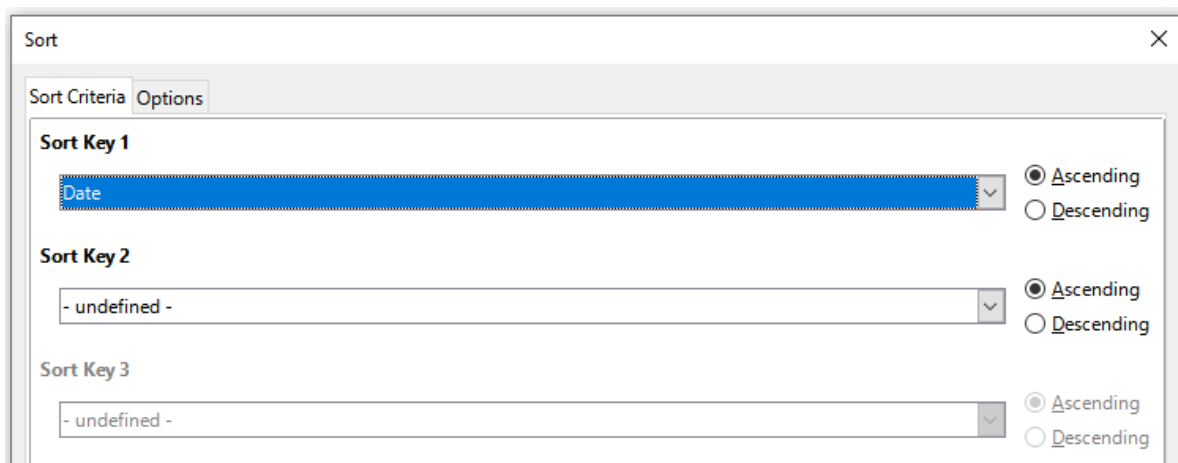 Sort
Sort Criteria Options
Sort Key 1
Date
Ascending
Descending
Sort Key 2
- undefined -
Ascending
Descending
Sort Key 3
- undefined -
Ascending
Descending